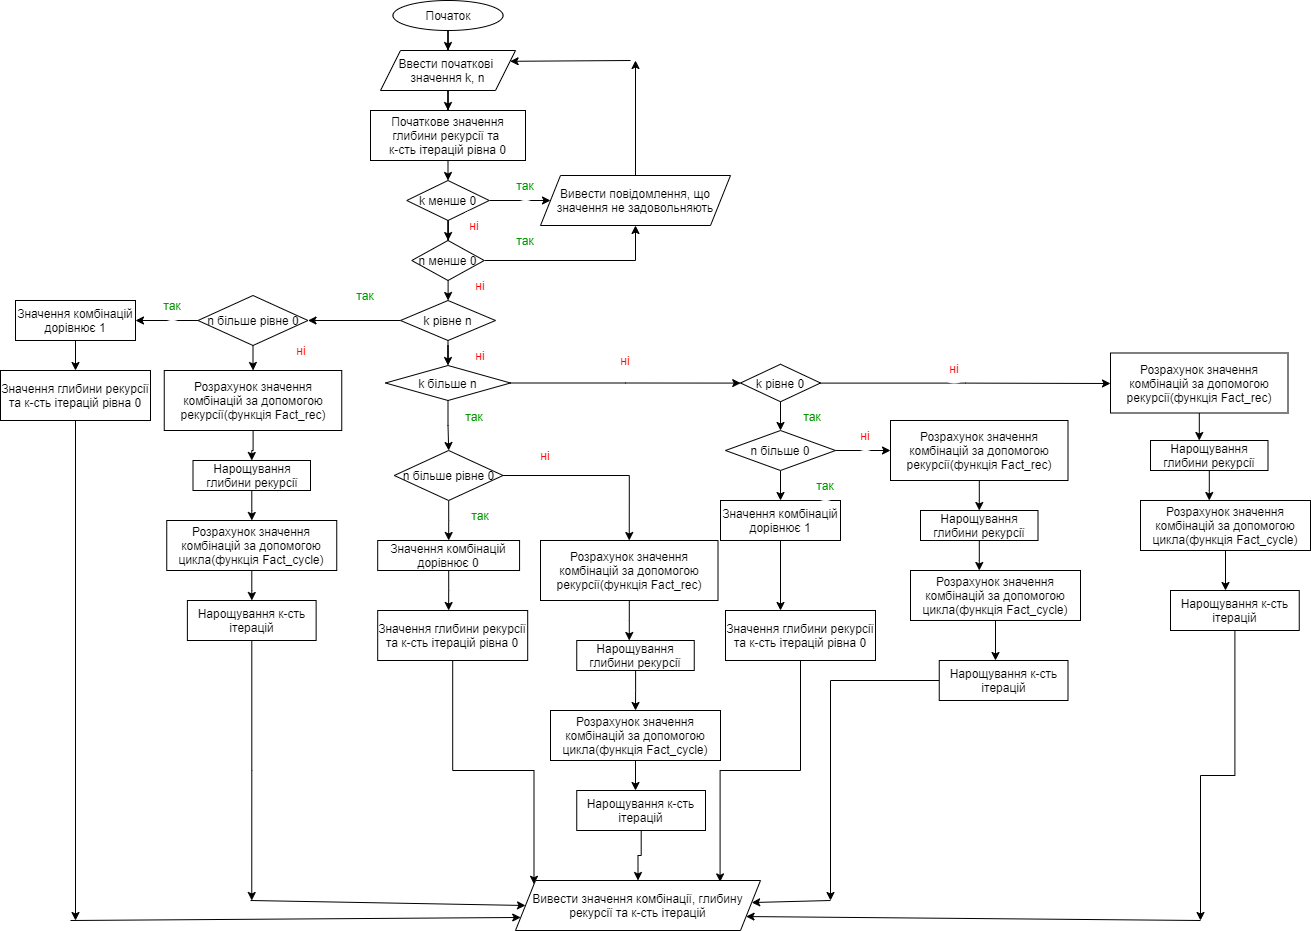 Початок
Ввести початкові
значення k, n
Початкове значення
глибини рекурсії та
к-сть ітерацій рівна 0
k менше 0
так
Вивести повідомлення, що
значення не задовольняють
ні
n менше 0
так
ні
k рівне n
так
n більше рівне 0
так
Значення комбінацій
дорівнює 1
Значення глибини рекурсії
та к-сть ітерацій рівна 0
ні
Розрахунок значення
комбінацій за допомогою
рекурсії(функція Fact_rec)
Нарощування
глибини рекурсії
Розрахунок значення
комбінацій за допомогою
цикла(функція Fact_cycle)
Нарощування к-сть
ітерацій
ні
k більше n
так
n більше рівне 0
так
Значення комбінацій
дорівнює 0
Значення глибини рекурсії
та к-сть ітерацій рівна 0
ні
Розрахунок значення
комбінацій за допомогою
рекурсії(функція Fact_rec)
Нарощування
глибини рекурсії
Розрахунок значення
комбінацій за допомогою
цикла(функція Fact_cycle)
Нарощування к-сть
ітерацій
ні
k рівне 0
так
n більше 0
так
Значення комбінацій
дорівнює 1
Значення глибини рекурсії
та к-сть ітерацій рівна 0
ні
Розрахунок значення
комбінацій за допомогою
рекурсії(функція Fact_rec)
Нарощування
глибини рекурсії
Розрахунок значення
комбінацій за допомогою
цикла(функція Fact_cycle)
Нарощування к-сть
ітерацій
ні
Розрахунок значення
комбінацій за допомогою
рекурсії(функція Fact_rec)
Нарощування
глибини рекурсії
Розрахунок значення
комбінацій за допомогою
цикла(функція Fact_cycle)
Нарощування к-сть
ітерацій
Вивести значення комбінації, глибину
рекурсії та к-сть ітерацій